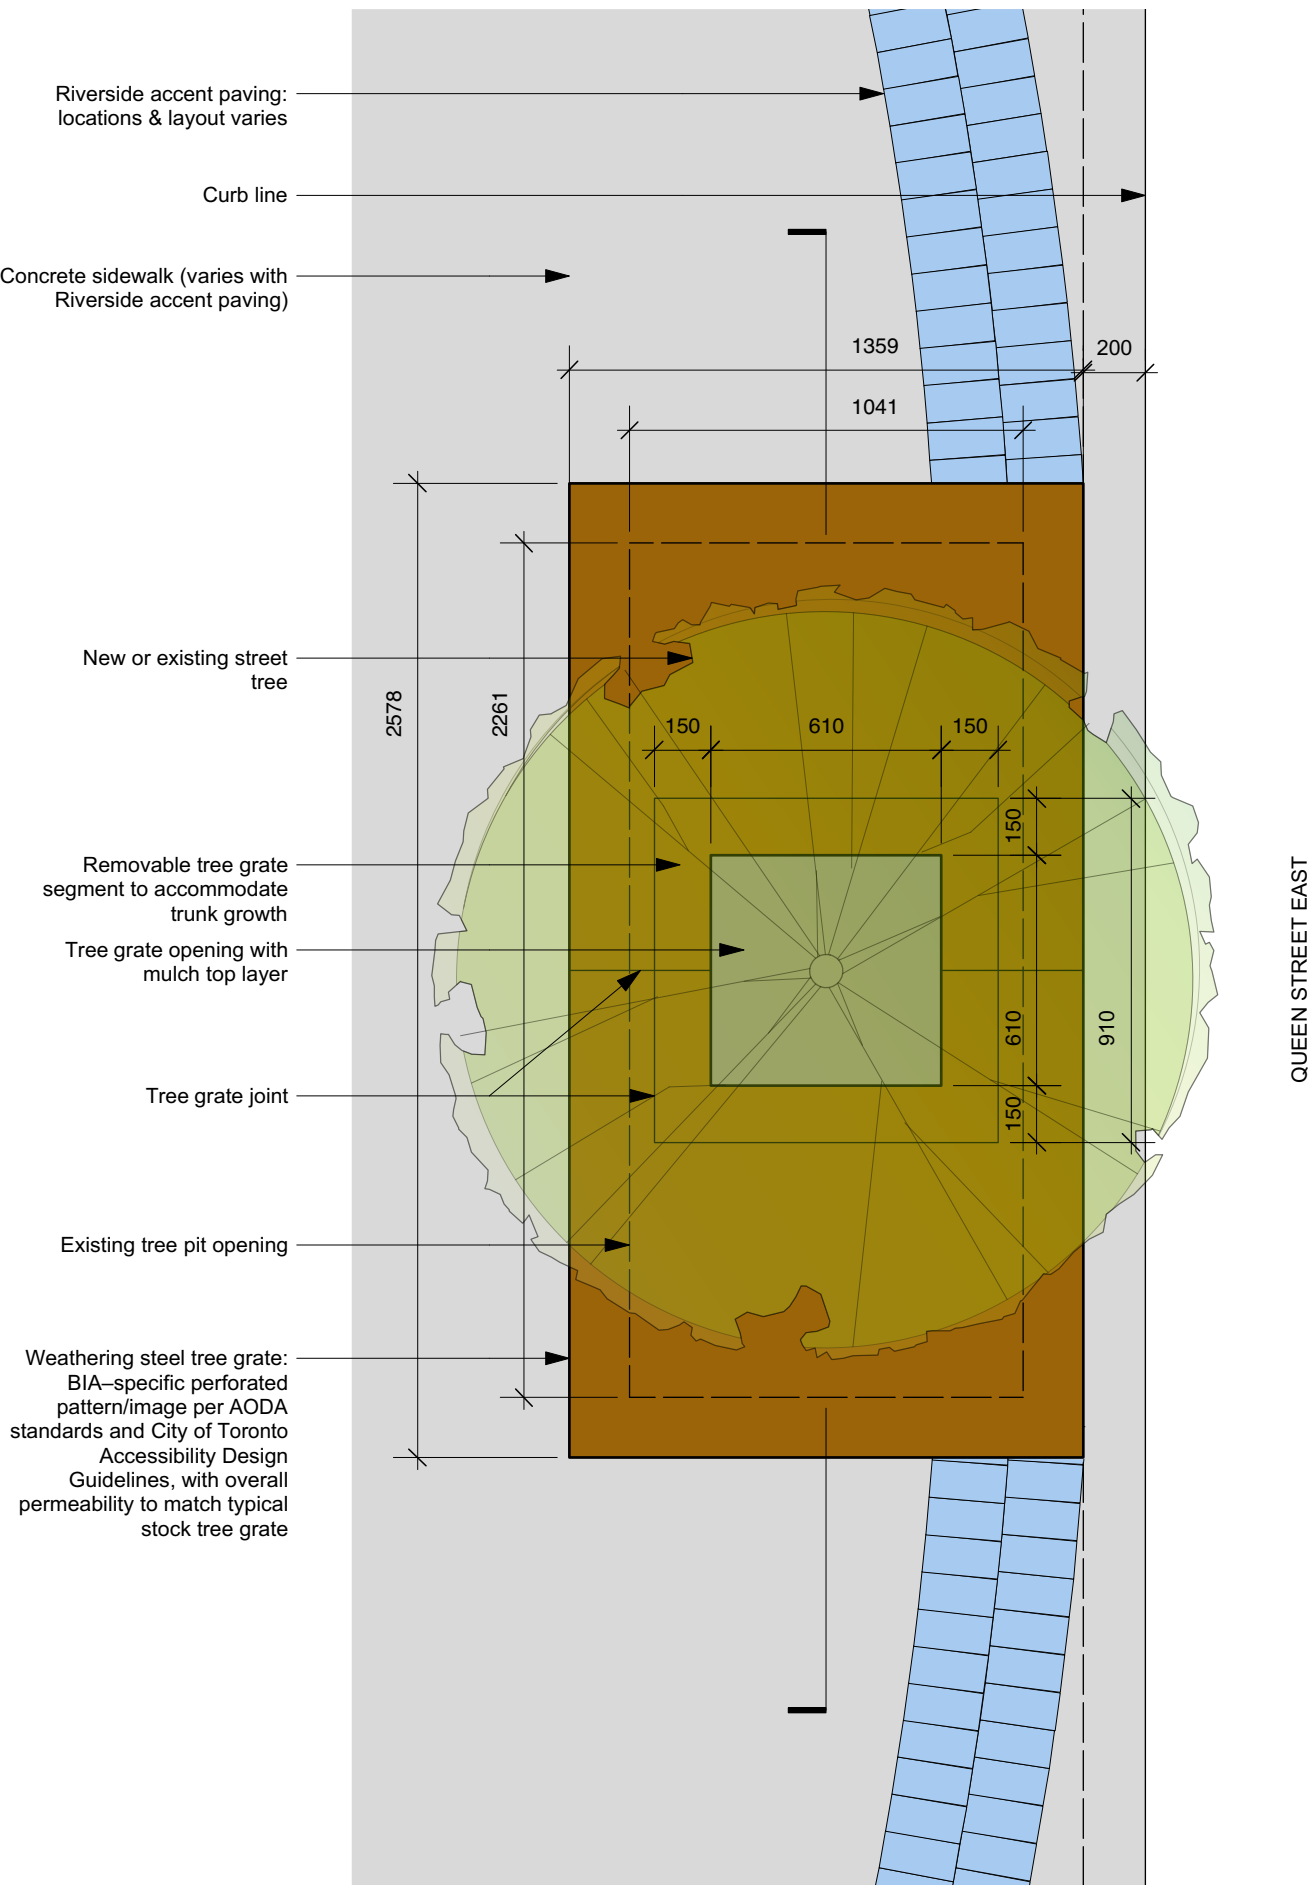 Riverside accent paving:
locations & layout varies
Curb line
Concrete sidewalk (varies with
Riverside accent paving)
1359
200
1041
New or existing street
tree
2578
2261
150
610
150
150
Removable tree grate
segment to accommodate
trunk growth
Tree grate opening with
mulch top layer
610
910
QUEEN STREET EAST
150
Tree grate joint
Existing tree pit opening
Weathering steel tree grate:
BIA–specific perforated
pattern/image per AODA
standards and City of Toronto
Accessibility Design
Guidelines, with overall
permeability to match typical
stock tree grate